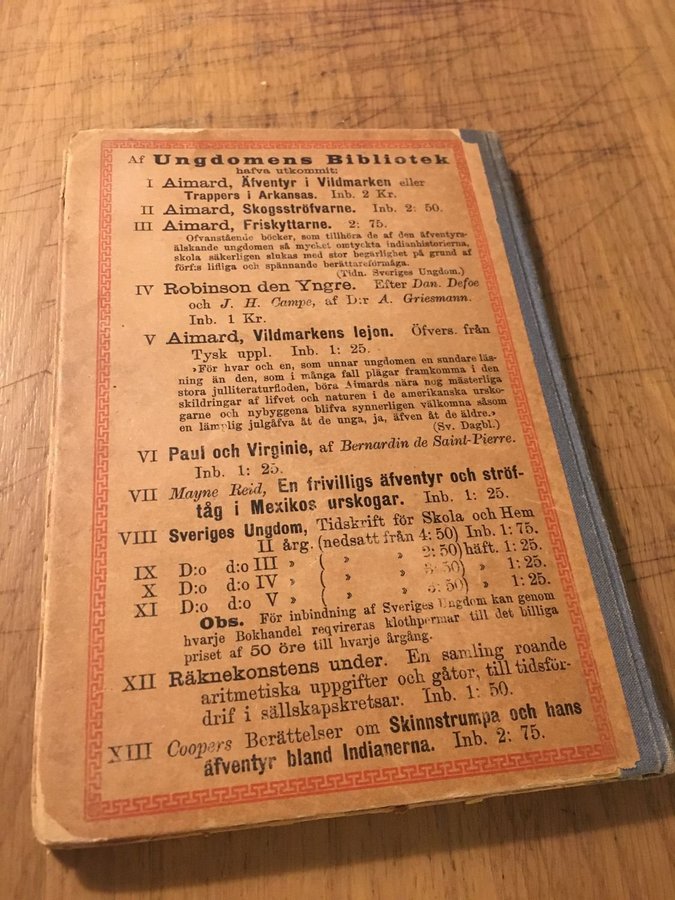 Af Ungdomens Bibliotek
hafva utkommit:
I Aimard, Äfventyr i Vildmarken eller
Trappers i Arkansas. Inb. 2 Kr.
II Aimard, Skogsströfvarne. Inb. 2: 50.
III Aimard, Friskyttarne. 2: 75.
Ofvanstående böcker, som tillhöra de af den äfventyrs-
älskande ungdomen så mycket omtyckta indianhistorierna,
skola säkerligen slukas med stor begärlighet på grund af
förf:s lifliga och spännande berättareförmåga.
(Tidn. Sveriges Ungdom.)
IV Robinson den Yngre. Efter Dan. Defoe
och J. H. Campe, af D:r A. Griesmann.
Inb. 1 Kr.
V Aimard, Vildmarkens lejon. Öfvers. från
Tysk uppl. Inb. 1: 25.
›För hvar och en, som unnar ungdomen en sundare läs-
ning än den, som i många fall plägar framkomma i den
stora jullitteraturfloden, böra Aimards nära nog mästerliga
skildringar af lifvet och naturen i de amerikanska ursko-
garne och nybyggena blifva synnerligen välkomna såsom
en lämplig julgåfva åt de unga, ja, äfven åt de äldre.›
(Sv. Dagbl.)
VI Paul och Virginie, af Bernardin de Saint-Pierre.
Inb. 1: 25.
VII Mayne Reid, En frivilligs äfventyr och ströf-
tåg i Mexikos urskogar. Inb. 1: 25.
VIII Sveriges Ungdom, Tidskrift för Skola och Hem
II årg. (nedsatt från 4: 50) Inb. 1: 75.
IX D:o d:o III › ( › › 2: 50) häft. 1: 25.
X D:o d:o IV › ( › › 50) › 1: 25.
XI D:o d:o V › ( › › 50) › 1: 25.
Obs. För inbindning af Sveriges Ungdom kan genom
hvarje Bokhandel reqvireras klothpermar till det billiga
priset af 50 öre till hvarje årgång.
XII Räknekonstens under. En samling roande
aritmetiska uppgifter och gåtor, till tidsför-
drif i sällskapskretsar. Inb. 1: 50.
XIII Coopers Berättelser om Skinnstrumpa och hans
äfventyr bland Indianerna. Inb. 2: 75.